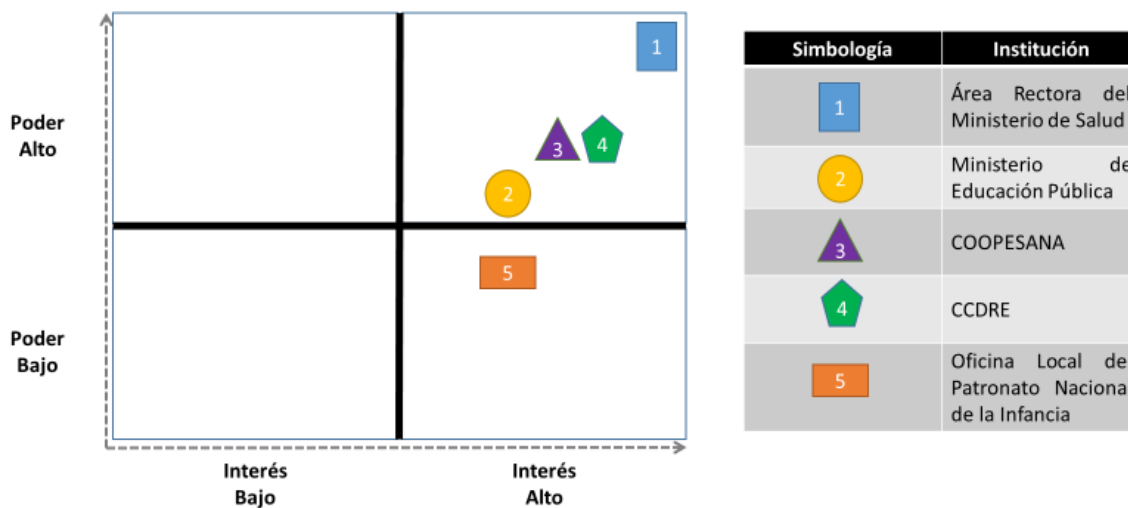 Poder
Alto
Poder
Bajo
1
3
4
2
5
Interés
Bajo
Interés
Alto
Simbología Institución
1 Área Rectora del
Ministerio de Salud
2 Ministerio de
Educación Pública
3 COOPESANA
4 CCDRE
5 Oficina Local de
Patronato Naciona
de la Infancia